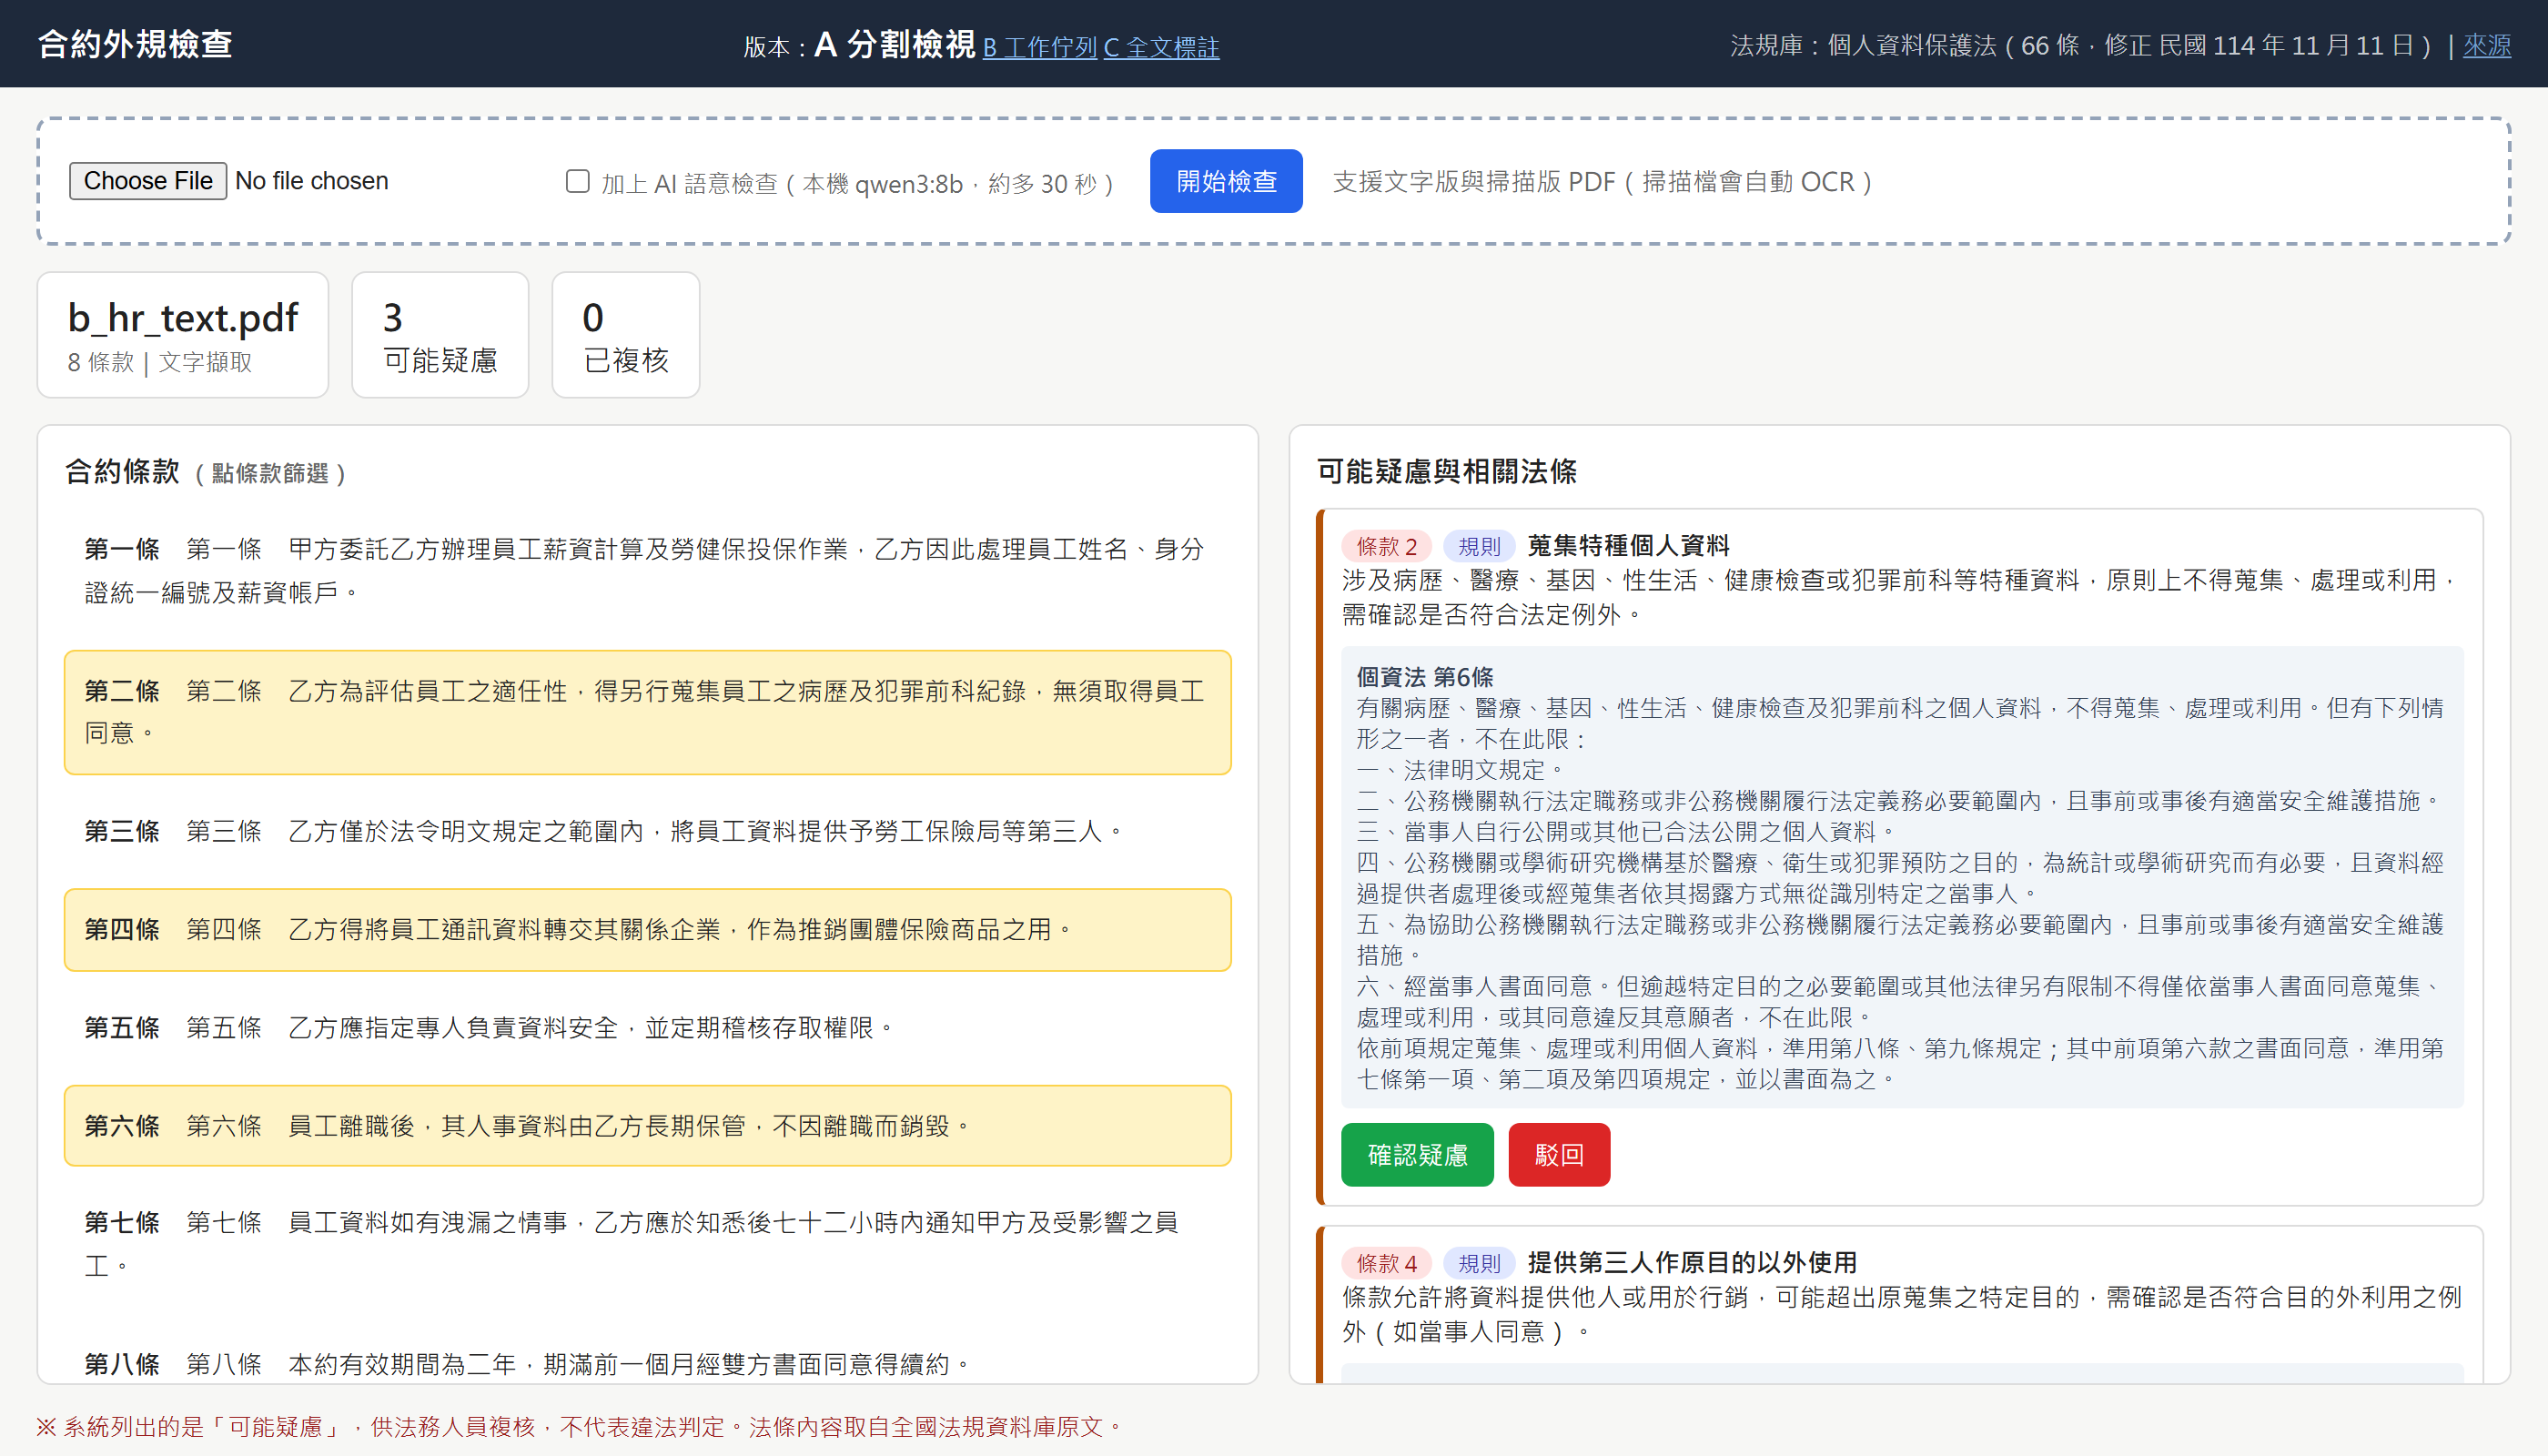 合約外規檢查
版本：A 分割檢視 B 工作佇列 C 全文標註
法規庫：個人資料保護法（66 條，修正 民國 114 年 11 月 11 日） | 來源
Choose File No file chosen
加上 AI 語意檢查（本機 qwen3:8b，約多 30 秒）
開始檢查
支援文字版與掃描版 PDF（掃描檔會自動 OCR）
b_hr_text.pdf
8 條款 | 文字擷取
3
可能疑慮
0
已複核
合約條款（點條款篩選）
第一條 第一條 甲方委託乙方辦理員工薪資計算及勞健保投保作業，乙方因此處理員工姓名、身分
證統一編號及薪資帳戶。
第二條 第二條 乙方為評估員工之適任性，得另行蒐集員工之病歷及犯罪前科紀錄，無須取得員工
同意。
第三條 第三條 乙方僅於法令明文規定之範圍內，將員工資料提供予勞工保險局等第三人。
第四條 第四條 乙方得將員工通訊資料轉交其關係企業，作為推銷團體保險商品之用。
第五條 第五條 乙方應指定專人負責資料安全，並定期稽核存取權限。
第六條 第六條 員工離職後，其人事資料由乙方長期保管，不因離職而銷毀。
第七條 第七條 員工資料如有洩漏之情事，乙方應於知悉後七十二小時內通知甲方及受影響之員
工。
第八條 第八條 本約有效期間為二年，期滿前一個月經雙方書面同意得續約。
可能疑慮與相關法條
條款 2 規則 蒐集特種個人資料
涉及病歷、醫療、基因、性生活、健康檢查或犯罪前科等特種資料，原則上不得蒐集、處理或利用，
需確認是否符合法定例外。
個資法 第6條
有關病歷、醫療、基因、性生活、健康檢查及犯罪前科之個人資料，不得蒐集、處理或利用。但有下列情
形之一者，不在此限：
一、法律明文規定。
二、公務機關執行法定職務或非公務機關履行法定義務必要範圍內，且事前或事後有適當安全維護措施。
三、當事人自行公開或其他已合法公開之個人資料。
四、公務機關或學術研究機構基於醫療、衛生或犯罪預防之目的，為統計或學術研究而有必要，且資料經
過提供者處理後或經蒐集者依其揭露方式無從識別特定之當事人。
五、為協助公務機關執行法定職務或非公務機關履行法定義務必要範圍內，且事前或事後有適當安全維護
措施。
六、經當事人書面同意。但逾越特定目的之必要範圍或其他法律另有限制不得僅依當事人書面同意蒐集、
處理或利用，或其同意違反其意願者，不在此限。
依前項規定蒐集、處理或利用個人資料，準用第八條、第九條規定；其中前項第六款之書面同意，準用第
七條第一項、第二項及第四項規定，並以書面為之。
確認疑慮 駁回
條款 4 規則 提供第三人作原目的以外使用
條款允許將資料提供他人或用於行銷，可能超出原蒐集之特定目的，需確認是否符合目的外利用之例
外（如當事人同意）。
※ 系統列出的是「可能疑慮」，供法務人員複核，不代表違法判定。法條內容取自全國法規資料庫原文。